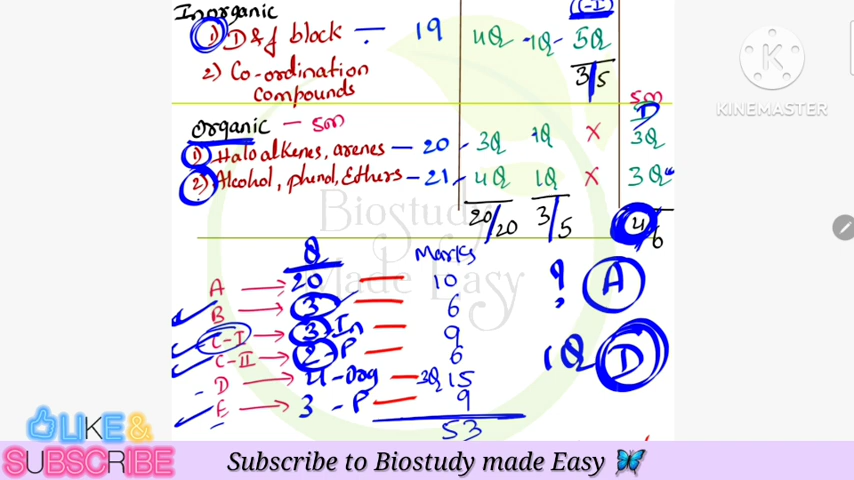 Inorganic
(C-I)
1) D & f block ÷ 19 4Q 1Q 5Q
3/5
2) Co-ordination
compounds
5m
D
Organic - 5m
1) Haloalkenes, arenes - 20 - 3Q 1Q X 3Q
2) Alcohol, phenol, Ethers - 21 - 4Q 1Q X 3Q
20/20 3/5 4/6
Biostudy
Made Easy
Q Marks
A → 20 — 10 ? A
B → 3 — 6
C-I → 3 - In — 9
C-II → 2 - P — 6 1Q D
D → 4 - Org — 3Q 15
E → 3 - P — 9
53
KINEMASTER
LIKE &
SUBSCRIBE
Subscribe to Biostudy made Easy 🦋